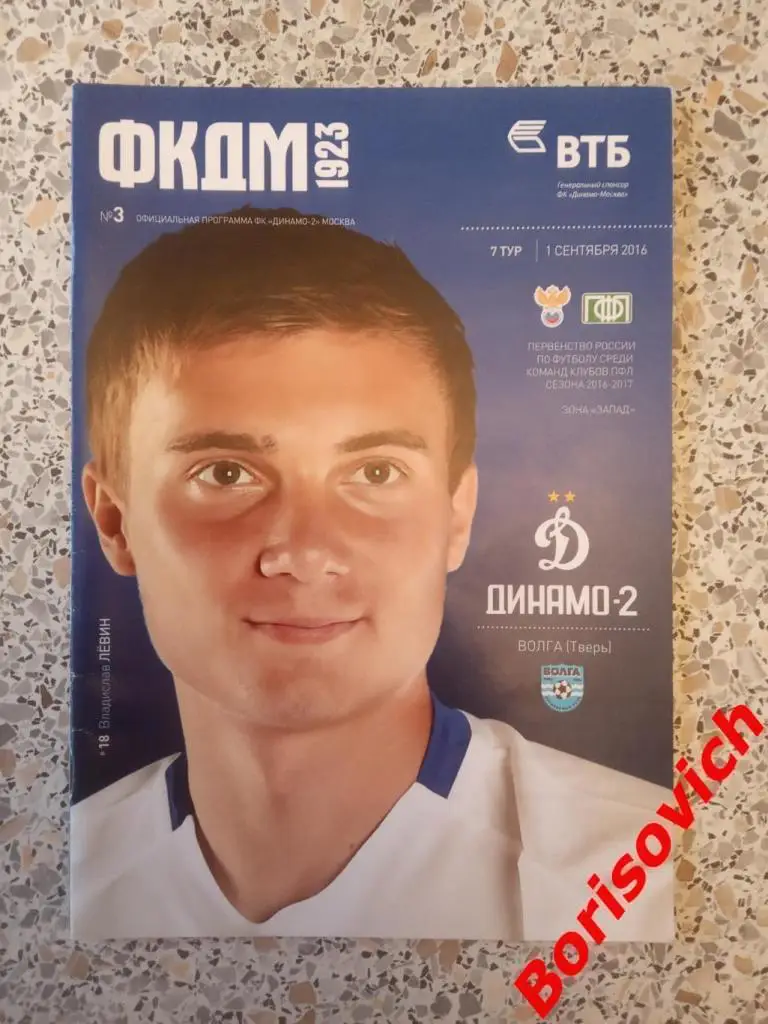 ФКДМ 1923
ВТБ
Генеральный спонсор
ФК «Динамо-Москва»
№3 ОФИЦИАЛЬНАЯ ПРОГРАММА ФК «ДИНАМО-2» МОСКВА
7 ТУР | 1 СЕНТЯБРЯ 2016
ПФЛ
ПЕРВЕНСТВО РОССИИ
ПО ФУТБОЛУ СРЕДИ
КОМАНД КЛУБОВ ПФЛ
СЕЗОНА 2016-2017
ЗОНА «ЗАПАД»
Д
ДИНАМО-2
ВОЛГА (Тверь)
ВОЛГА
#18 Владислав ЛЁВИН
Borisovich